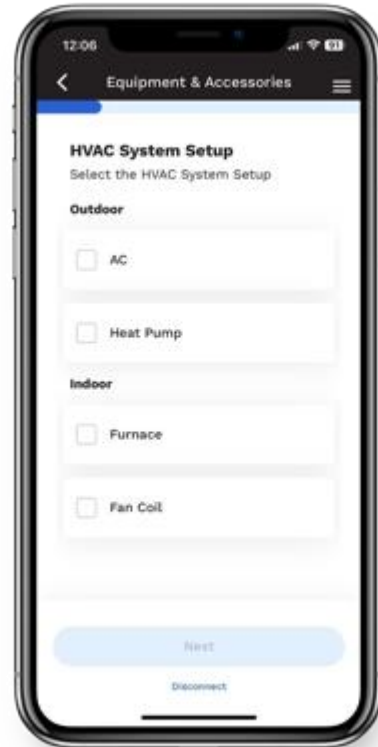 12:06
91
Equipment & Accessories
HVAC System Setup
Select the HVAC System Setup
Outdoor
AC
Heat Pump
Indoor
Furnace
Fan Coil
Next
Disconnect